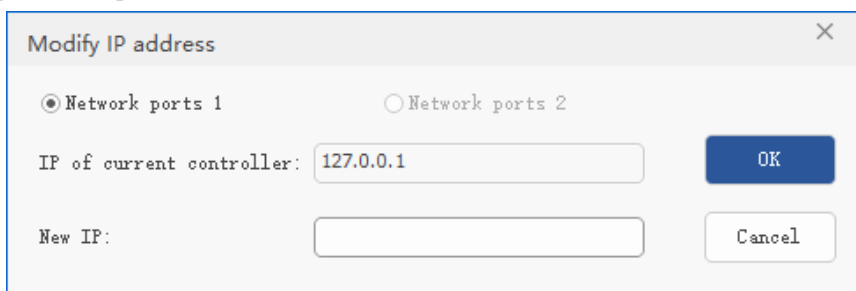 Modify IP address
Network ports 1 Network ports 2
IP of current controller: 127.0.0.1 OK
New IP: Cancel